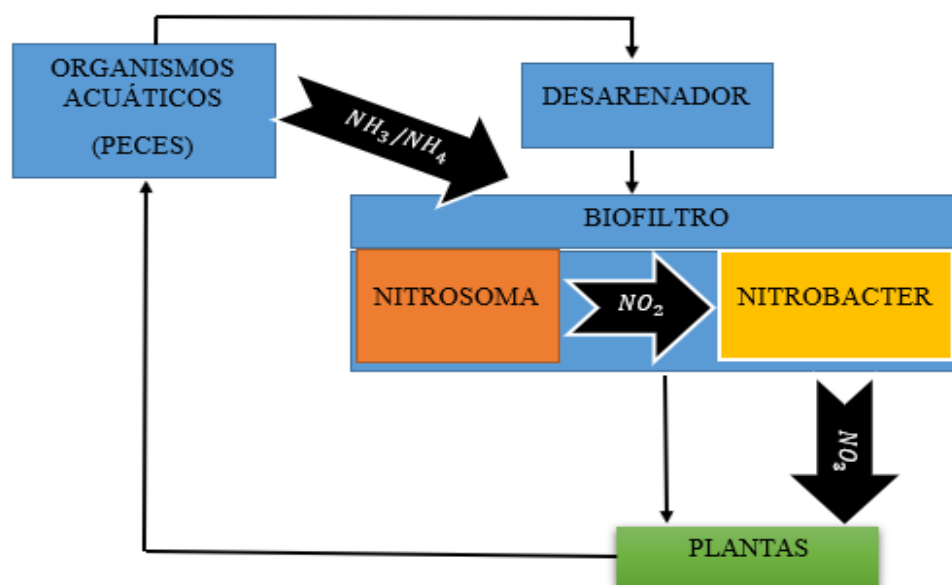 ORGANISMOS
ACUÁTICOS
(PECES)
DESARENADOR
NH₃/NH₄
BIOFILTRO
NITROSOMA
NO₂
NITROBACTER
NO₃
PLANTAS